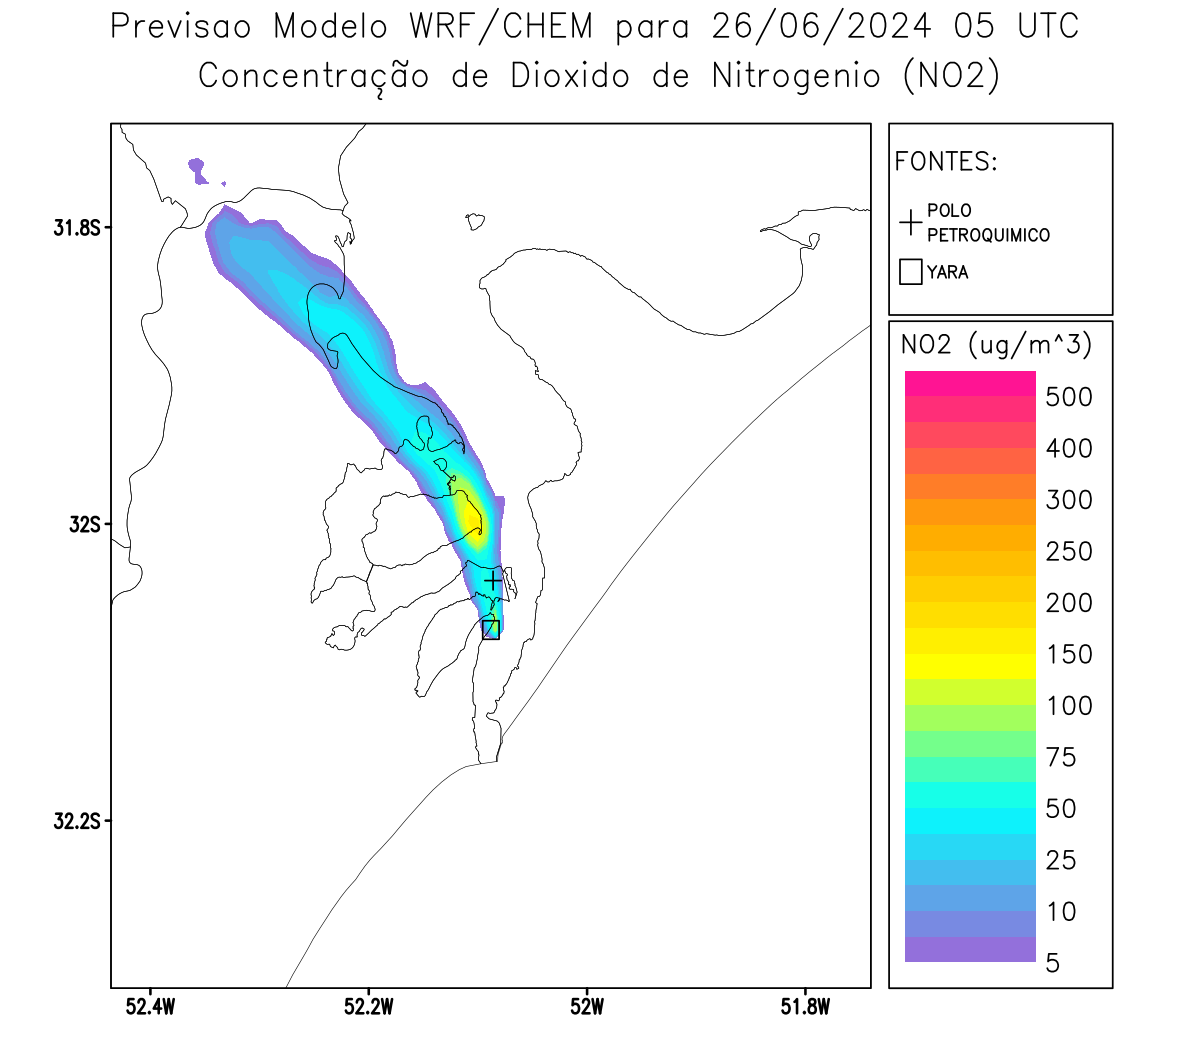 Previsao Modelo WRF/CHEM para 26/06/2024 05 UTC
Concentração de Dioxido de Nitrogenio (NO2)
FONTES:
POLO
PETROQUIMICO
YARA
NO2 (ug/m^3)
500
400
300
250
200
150
100
75
50
25
10
5
31.8S
32S
32.2S
52.4W
52.2W
52W
51.8W